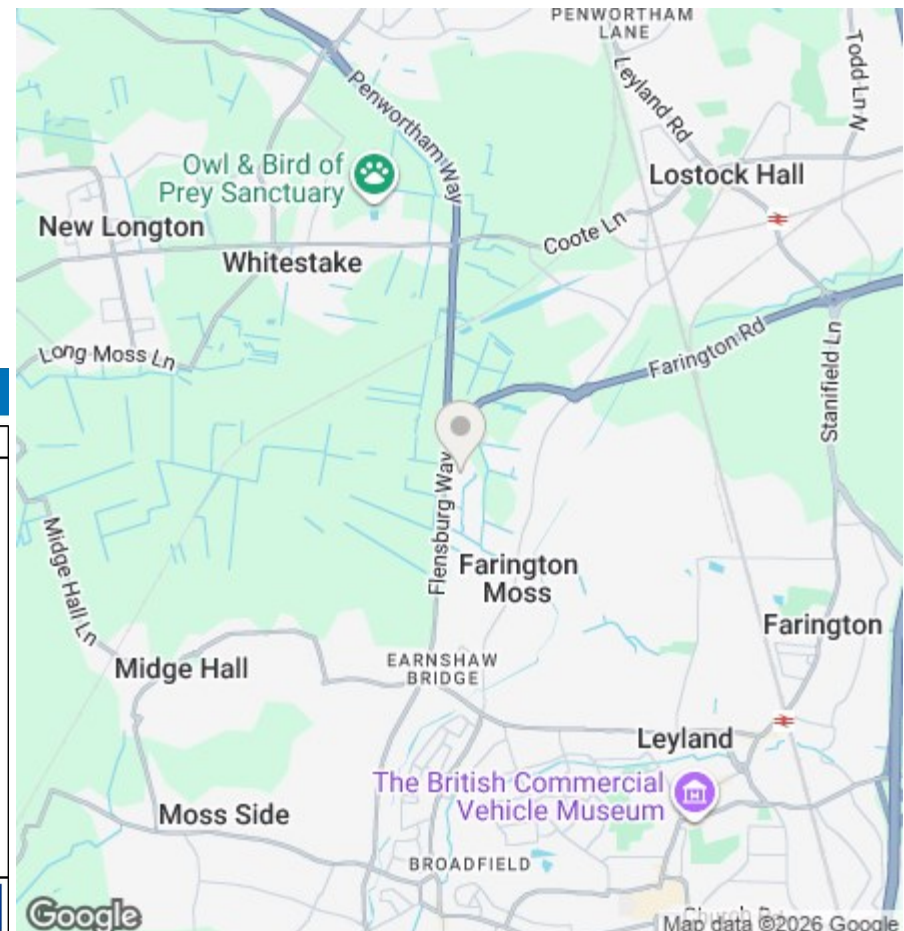 PENWORTHAM
LANE
Leyland Rd
Todd Ln N
Penwortham Way
Owl & Bird of
Prey Sanctuary
Lostock Hall
New Longton
Coote Ln
Whitestake
Long Moss Ln
Farington Rd
Stanifield Ln
Flensburg Way
Midge Hall Ln
Farington
Moss
Farington
Midge Hall
EARNSHAW
BRIDGE
Leyland
The British Commercial
Vehicle Museum
Moss Side
BROADFIELD
Church Rd
Google
Map data ©2026 Google